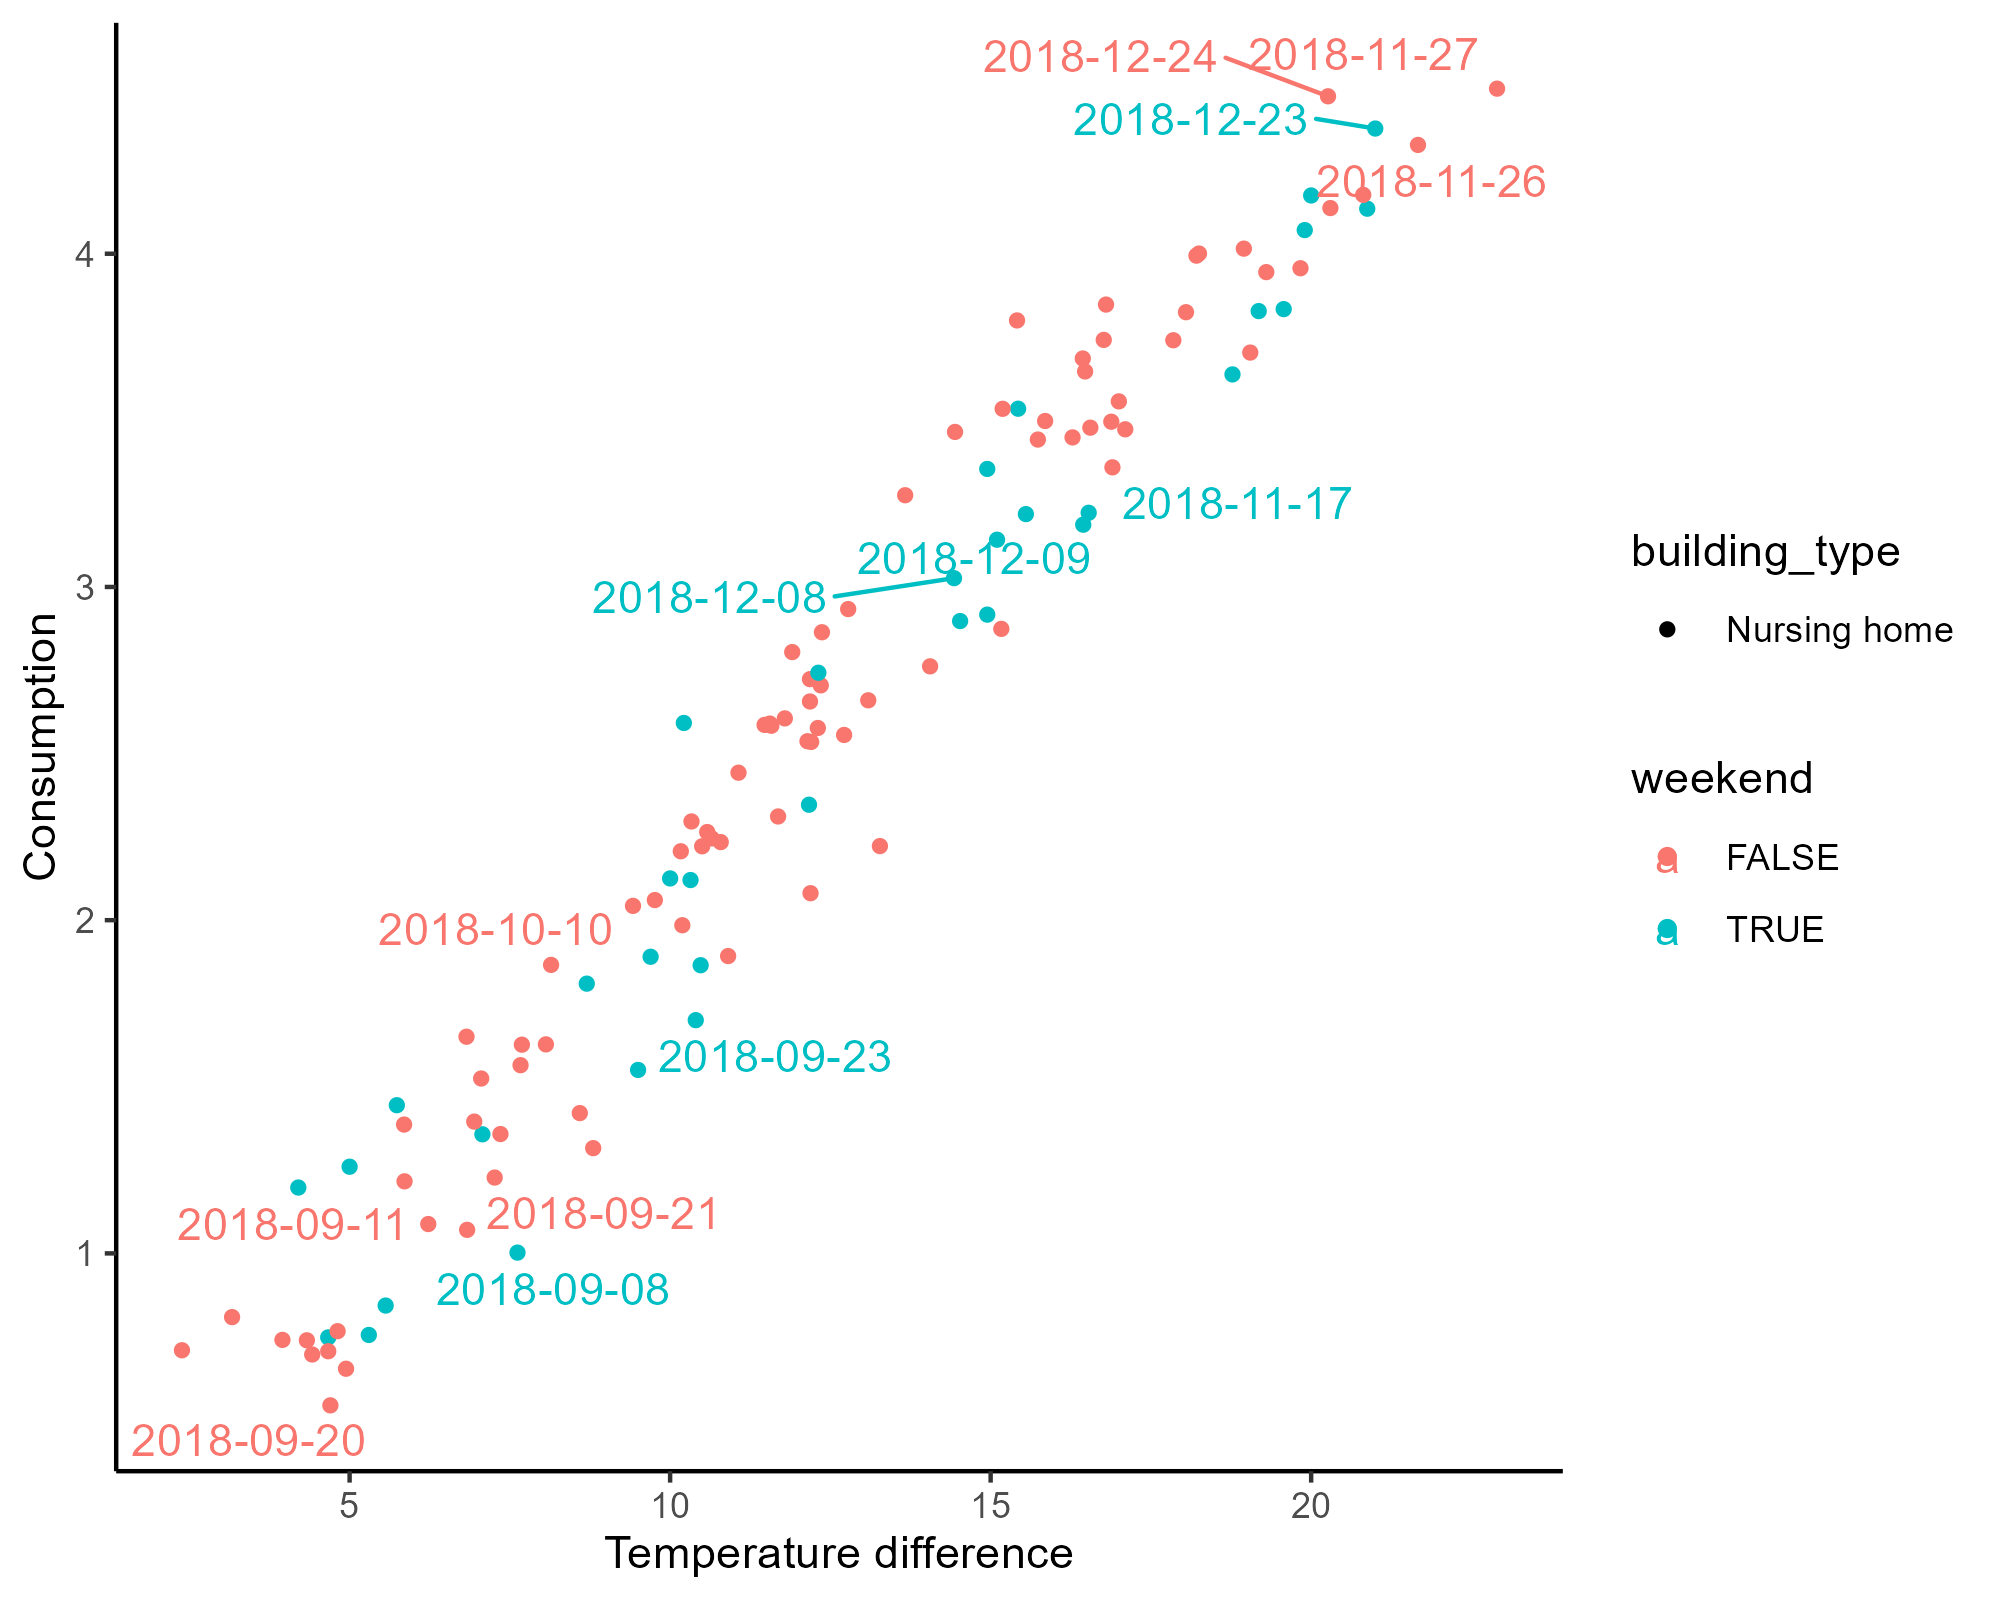 2018-12-24
2018-11-27
2018-12-23
2018-11-26
4
2018-11-17
2018-12-09
3
2018-12-08
building_type
Nursing home
Consumption
weekend
a FALSE
a TRUE
2
2018-10-10
2018-09-23
2018-09-11
2018-09-21
1
2018-09-08
2018-09-20
5 10 15 20
Temperature difference